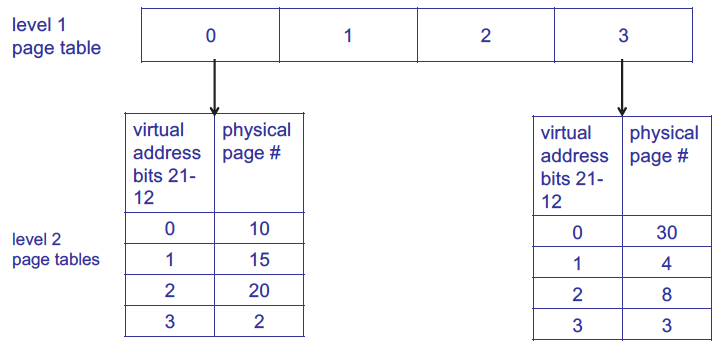 level 1
page table
0 1 2 3
virtual
address
bits 21-
12
physical
page #
virtual
address
bits 21-
12
physical
page #
level 2
page tables
0 10
1 15
2 20
3 2
0 30
1 4
2 8
3 3